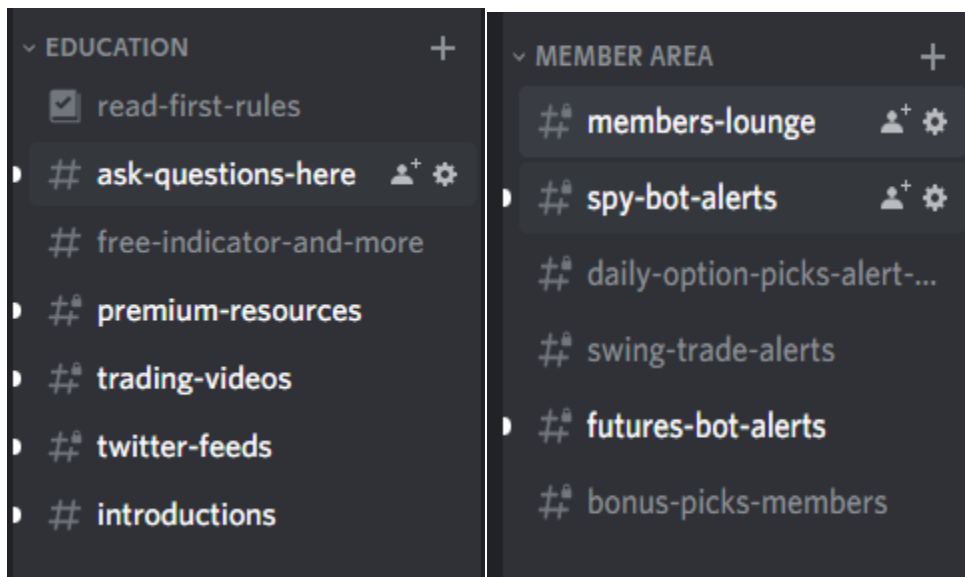 EDUCATION
read-first-rules
ask-questions-here
free-indicator-and-more
premium-resources
trading-videos
twitter-feeds
introductions
MEMBER AREA
members-lounge
spy-bot-alerts
daily-option-picks-alert-...
swing-trade-alerts
futures-bot-alerts
bonus-picks-members